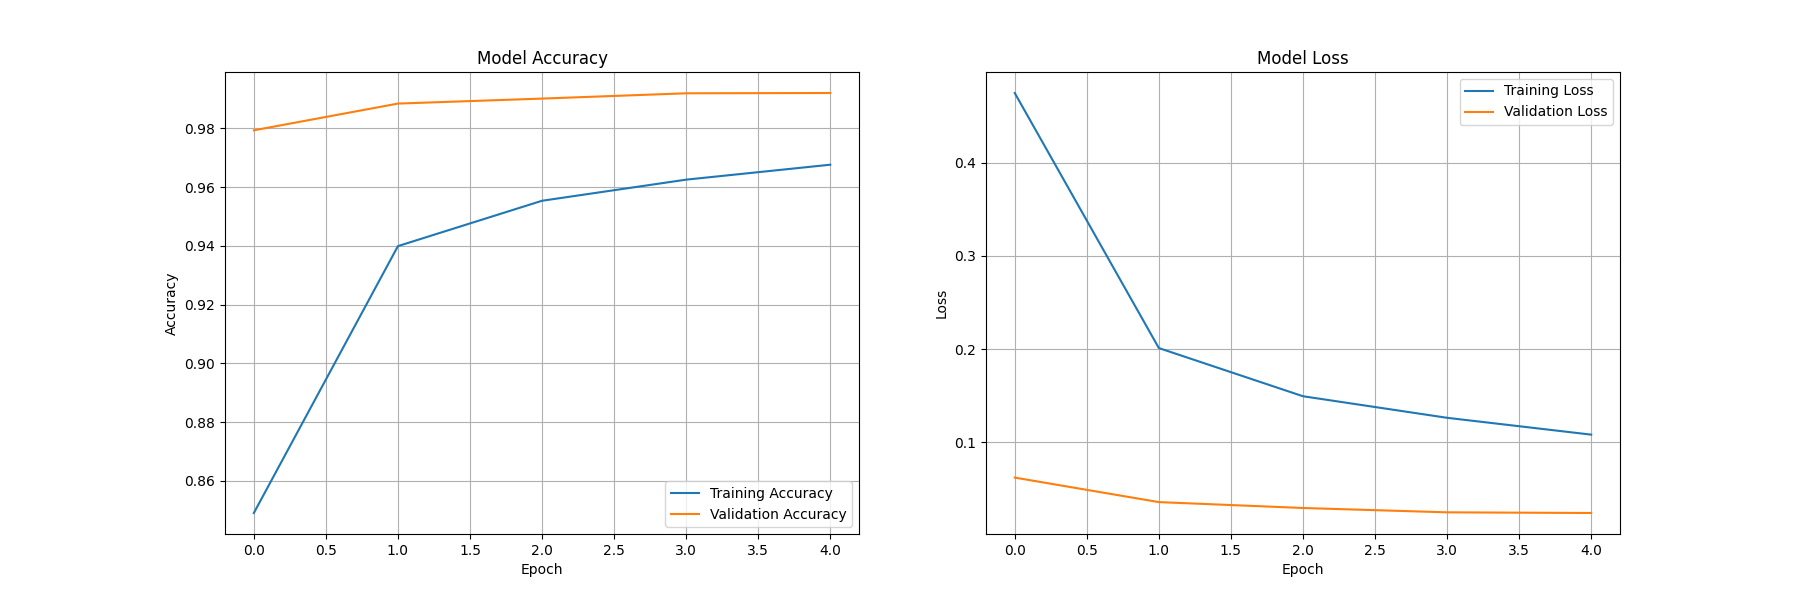 Model Accuracy
Accuracy
0.98
0.96
0.94
0.92
0.90
0.88
0.86
Training Accuracy
Validation Accuracy
0.0 0.5 1.0 1.5 2.0 2.5 3.0 3.5 4.0
Epoch
Model Loss
Loss
Training Loss
Validation Loss
0.4
0.3
0.2
0.1
0.0 0.5 1.0 1.5 2.0 2.5 3.0 3.5 4.0
Epoch